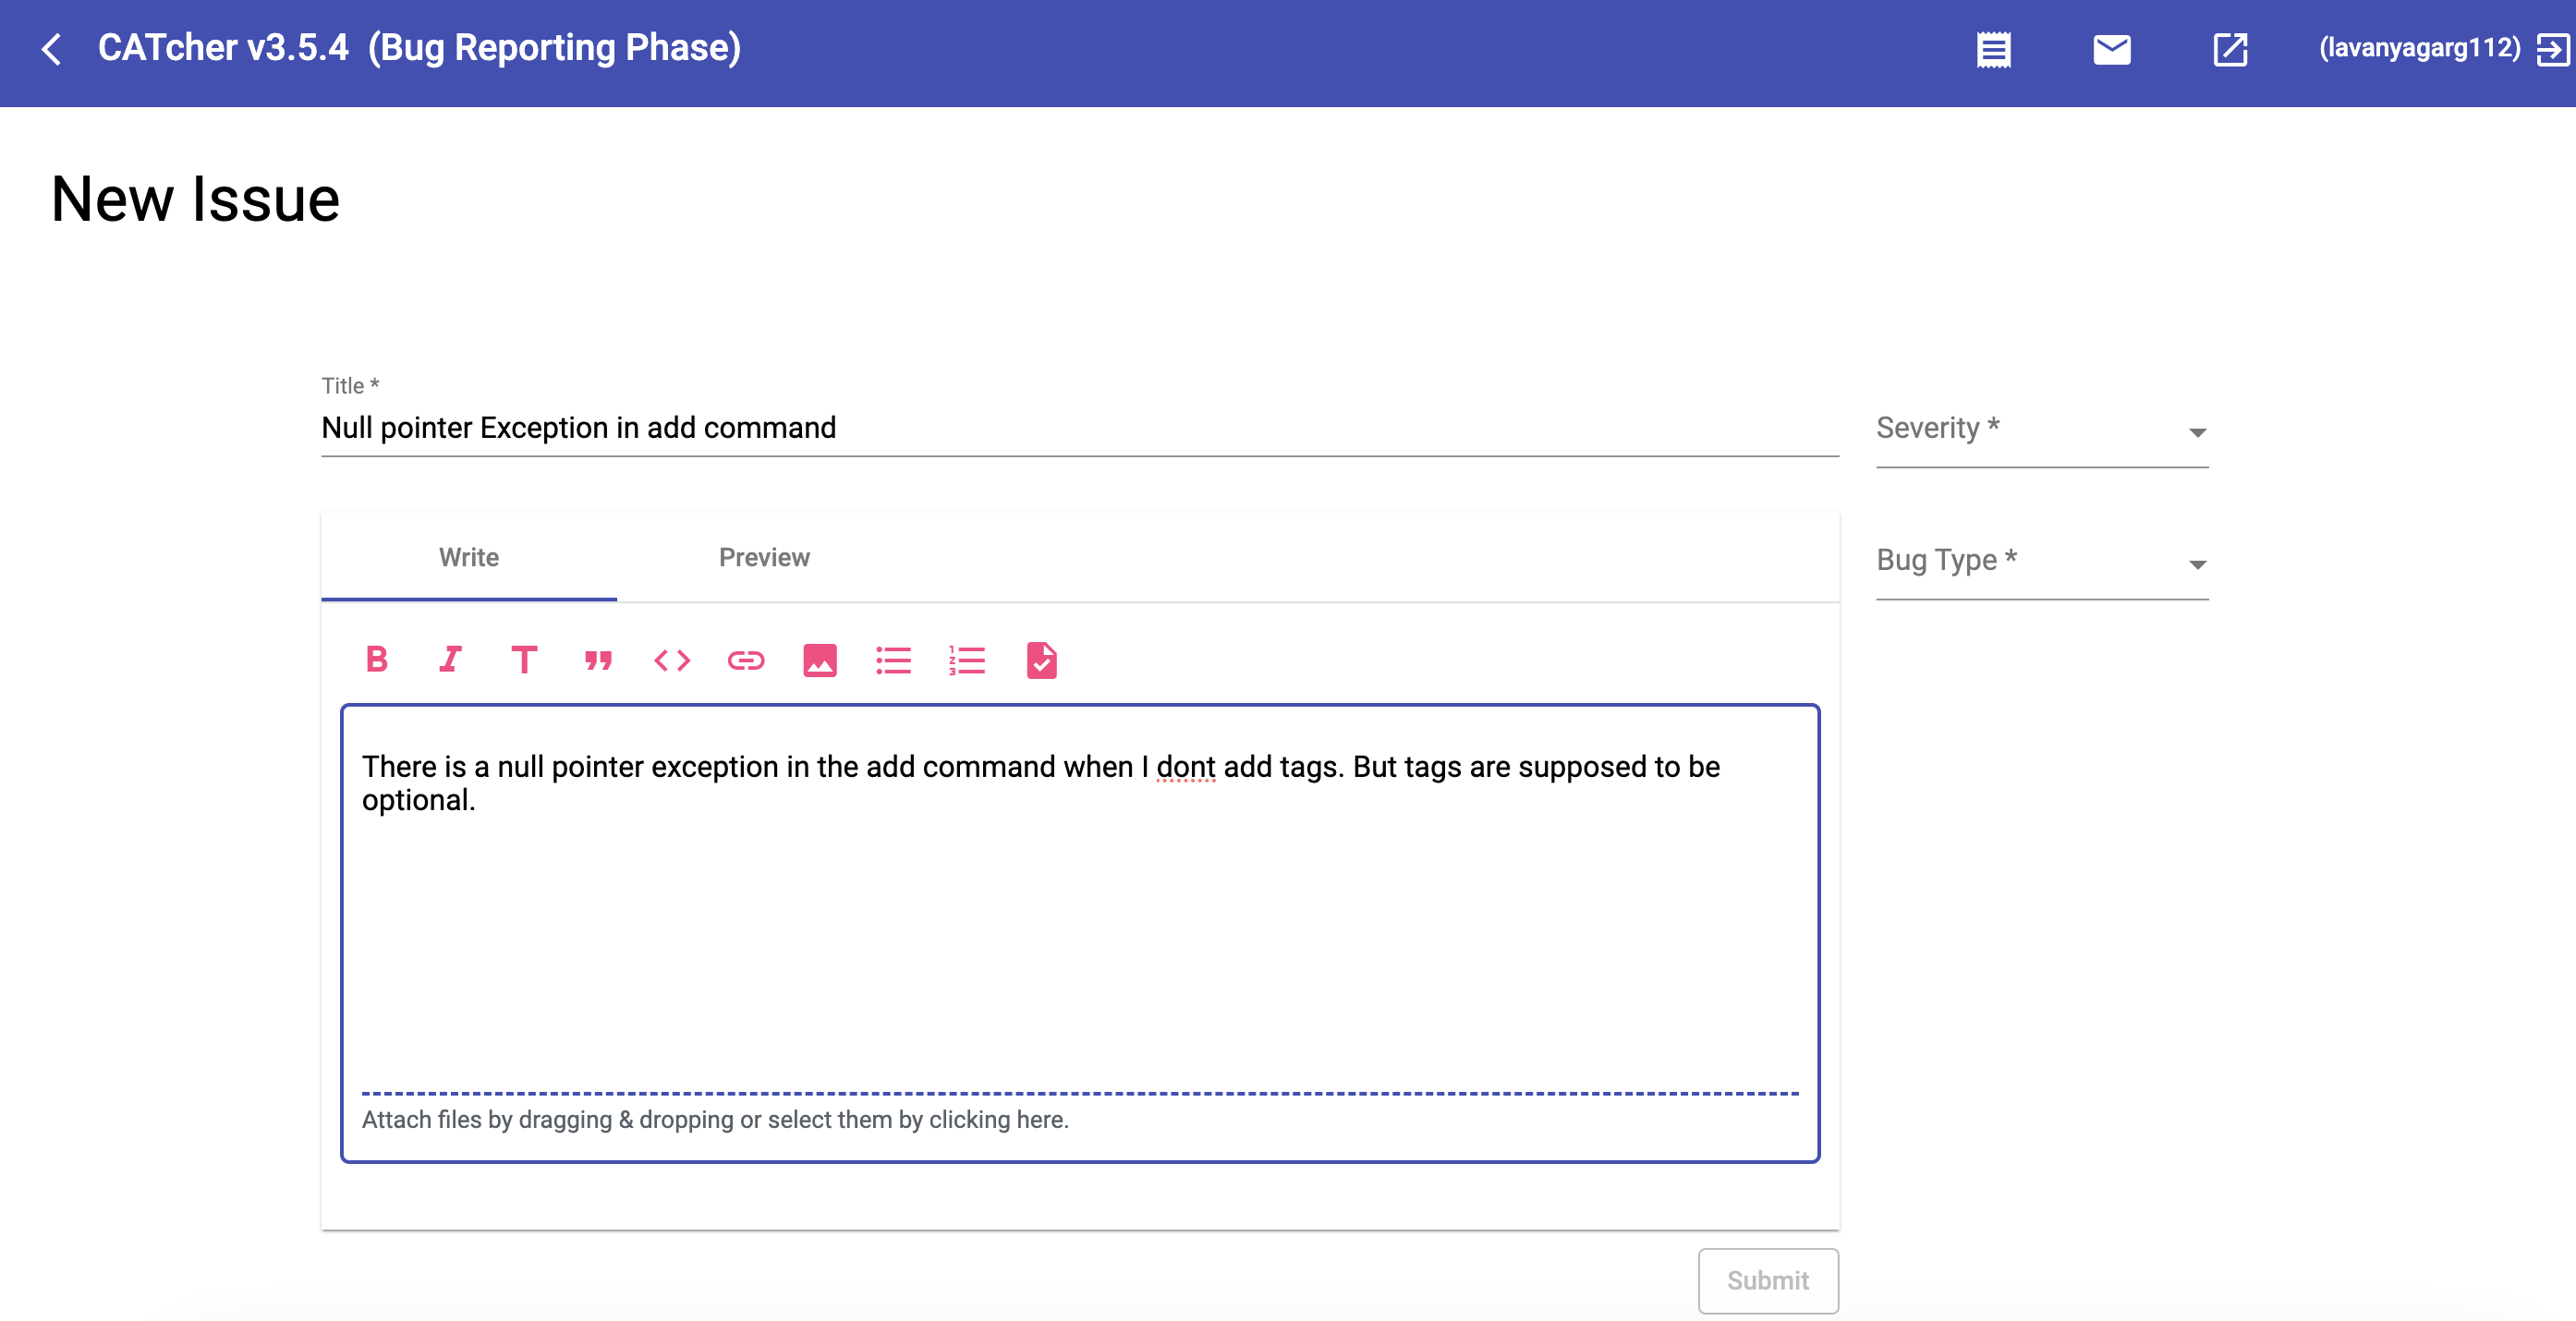 CATcher v3.5.4 (Bug Reporting Phase)
(lavanyagarg112)
New Issue
Title *
Null pointer Exception in add command
Severity *
Write
Preview
Bug Type *
There is a null pointer exception in the add command when I dont add tags. But tags are supposed to be
optional.
Attach files by dragging & dropping or select them by clicking here.
Submit